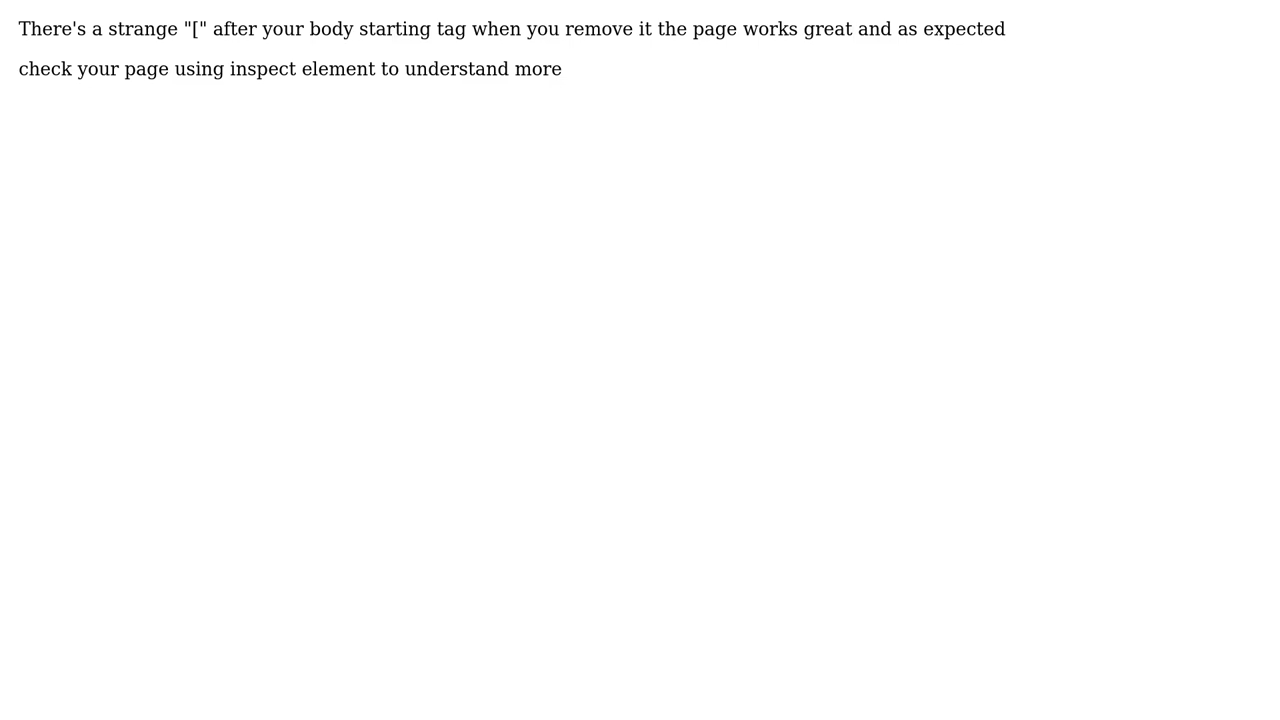 There's a strange "[" after your body starting tag when you remove it the page works great and as expected
check your page using inspect element to understand more